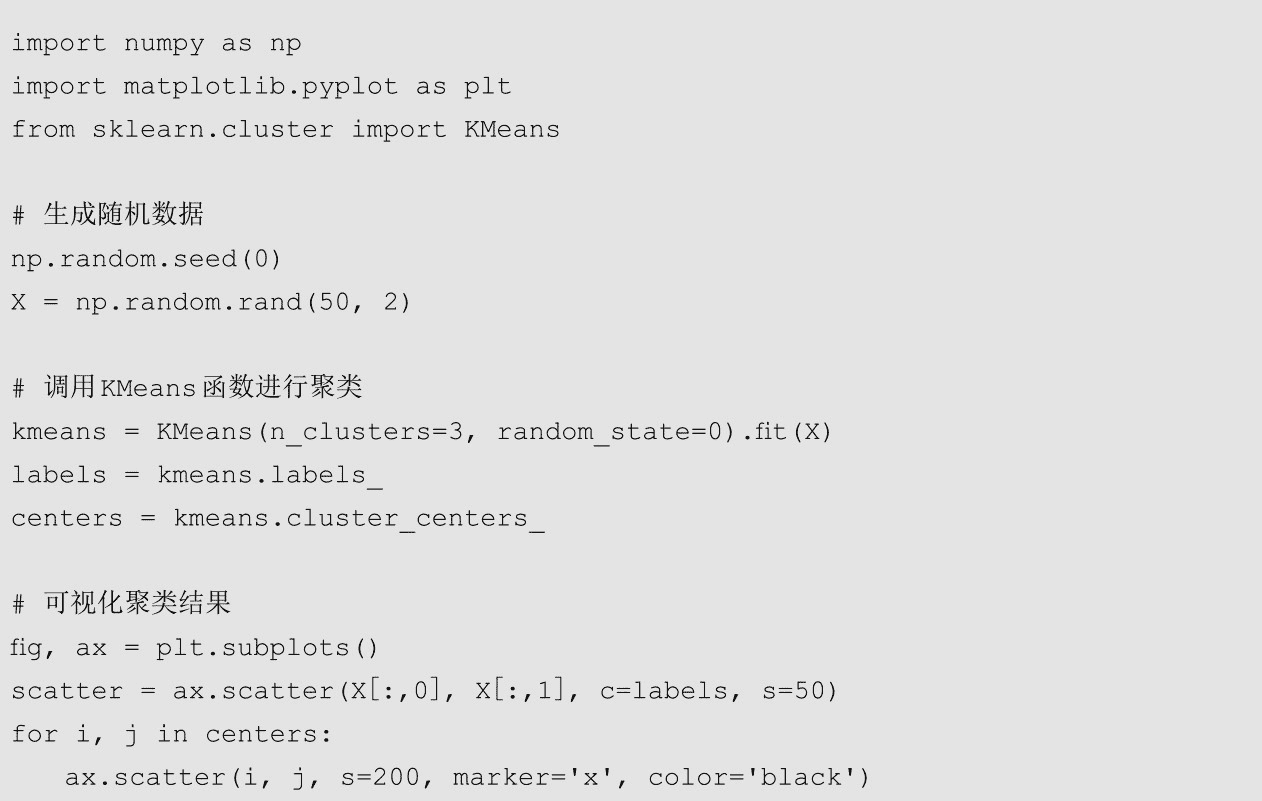 import numpy as np
import matplotlib.pyplot as plt
from sklearn.cluster import KMeans
# 生成随机数据
np.random.seed(0)
X = np.random.rand(50, 2)
# 调用KMeans函数进行聚类
kmeans = KMeans(n_clusters=3, random_state=0).fit(X)
labels = kmeans.labels_
centers = kmeans.cluster_centers_
# 可视化聚类结果
fig, ax = plt.subplots()
scatter = ax.scatter(X[:,0], X[:,1], c=labels, s=50)
for i, j in centers:
    ax.scatter(i, j, s=200, marker='x', color='black')